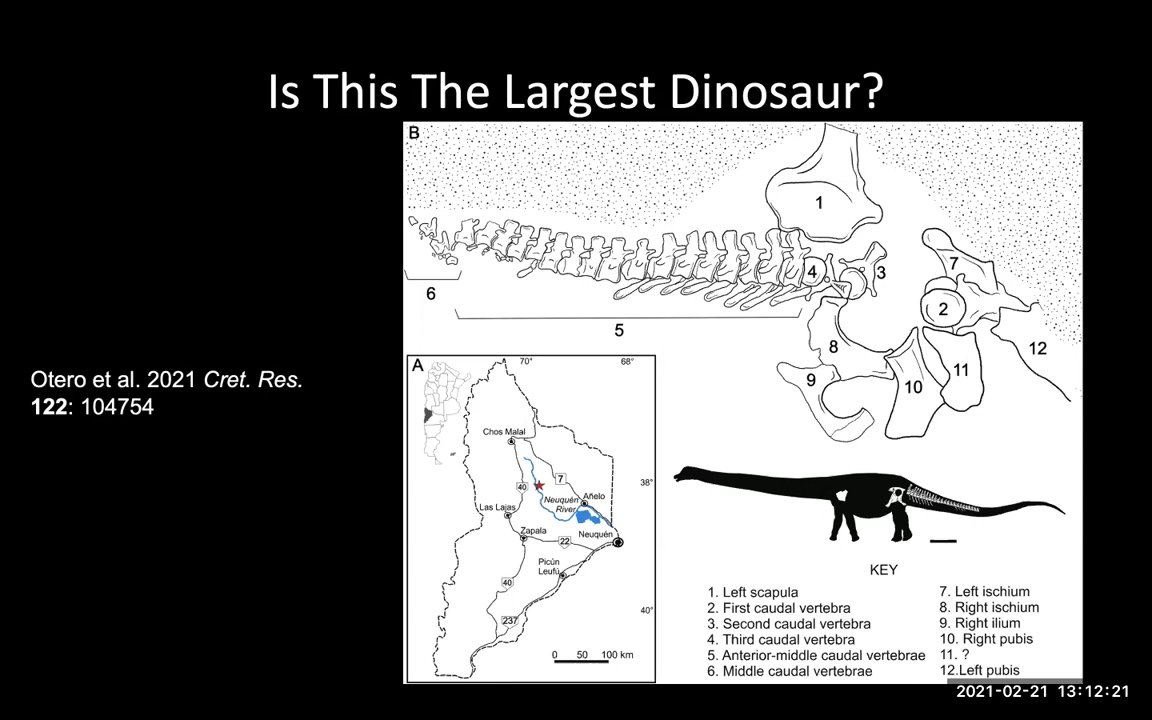 Is This The Largest Dinosaur?
Otero et al. 2021 Cret. Res.
122: 104754
B
1
4
3
7
2
6
5
8
12
11
9
10
A
70°
68°
Chos Malal
7
38°
40
Añelo
Neuquén
River
Las Lajas
Zapala
Neuquén
22
Picún
Leufú
40
40°
237
0 50 100 km
KEY
1. Left scapula
2. First caudal vertebra
3. Second caudal vertebra
4. Third caudal vertebra
5. Anterior-middle caudal vertebrae
6. Middle caudal vertebrae
7. Left ischium
8. Right ischium
9. Right ilium
10. Right pubis
11. ?
12.Left pubis
2021-02-21 13:12:21